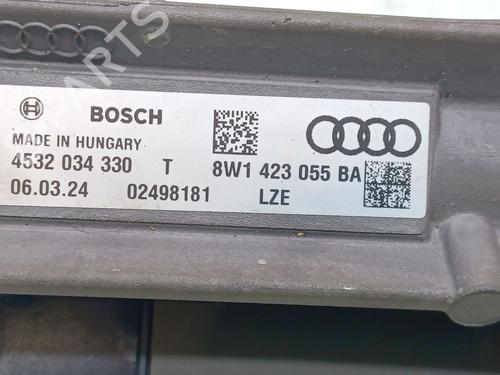 BOSCH
MADE IN HUNGARY
4532 034 330 T 8W1 423 055 BA
06.03.24 02498181 LZE